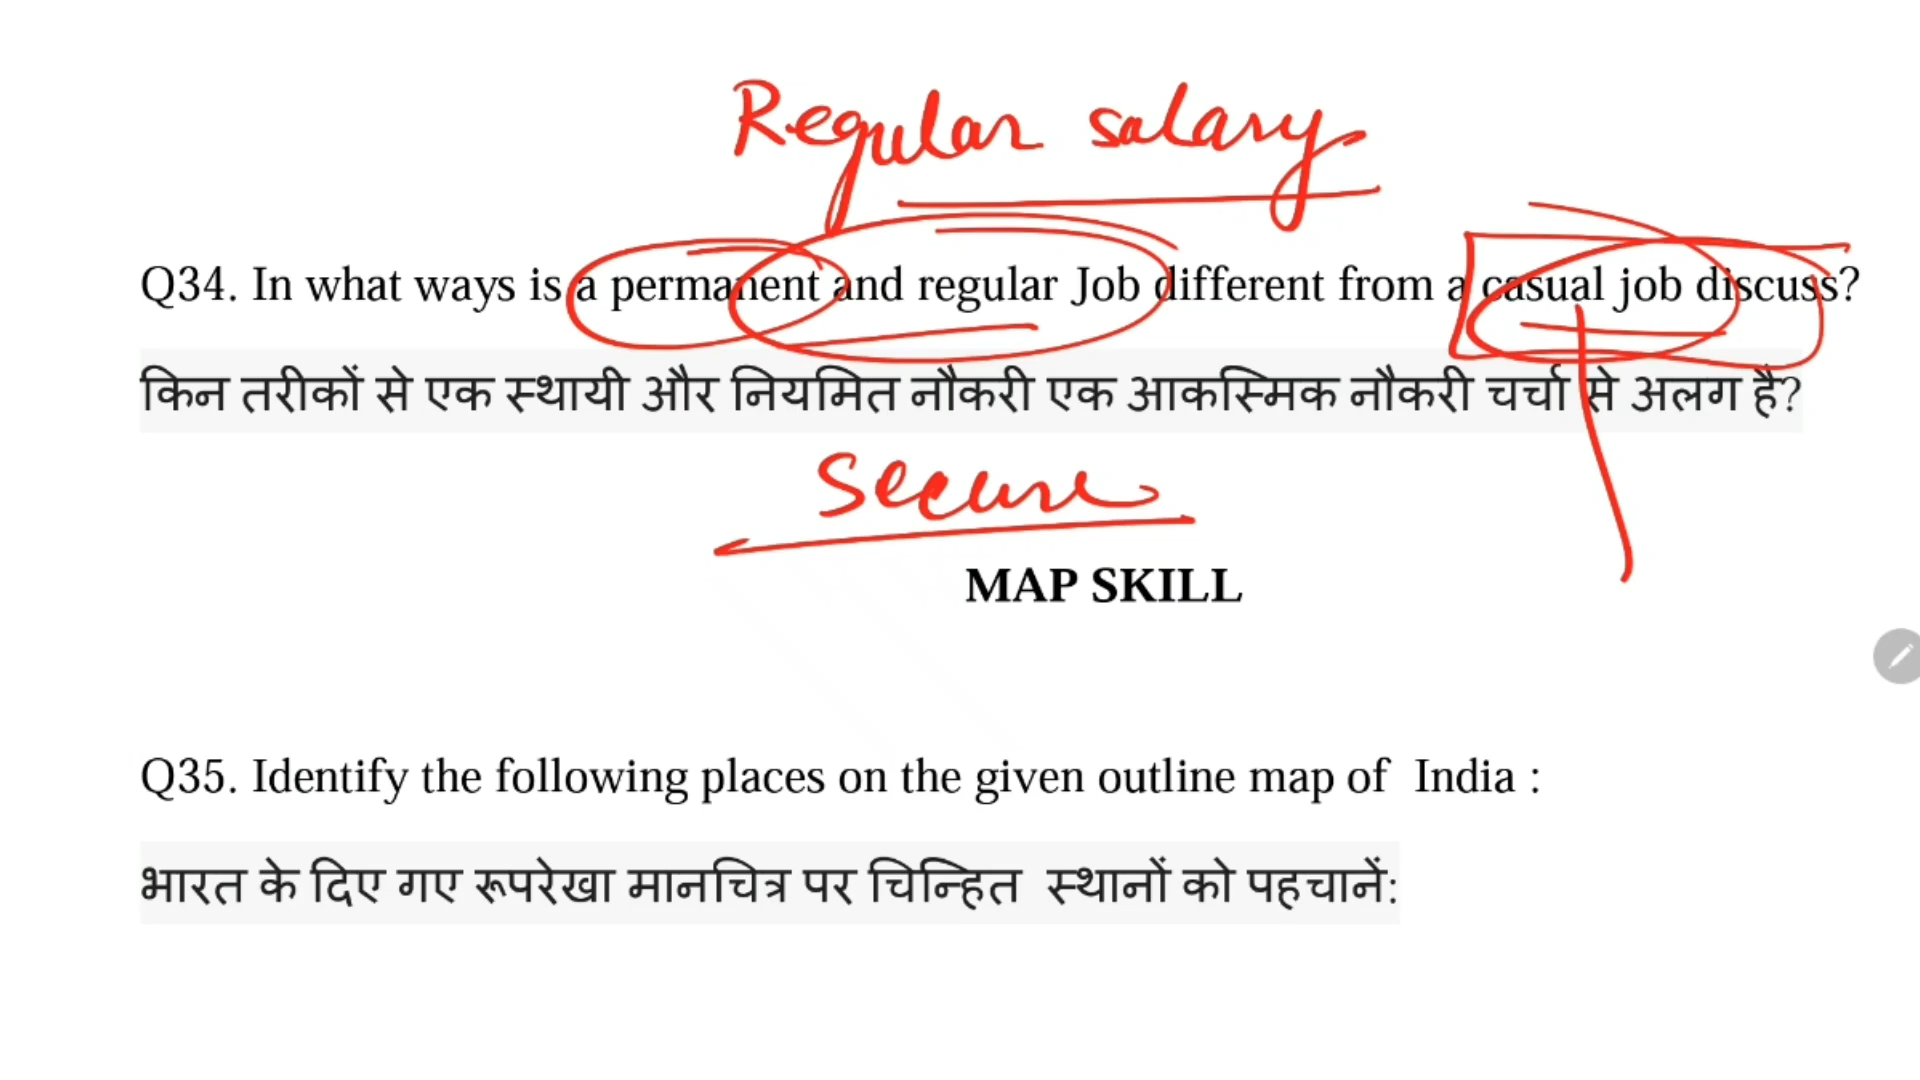 Regular salary
Q34. In what ways is a permanent and regular Job different from a casual job discuss?
किन तरीकों से एक स्थायी और नियमित नौकरी एक आकस्मिक नौकरी चर्चा से अलग है?
Secure
MAP SKILL
Q35. Identify the following places on the given outline map of India :
भारत के दिए गए रूपरेखा मानचित्र पर चिन्हित स्थानों को पहचानें: